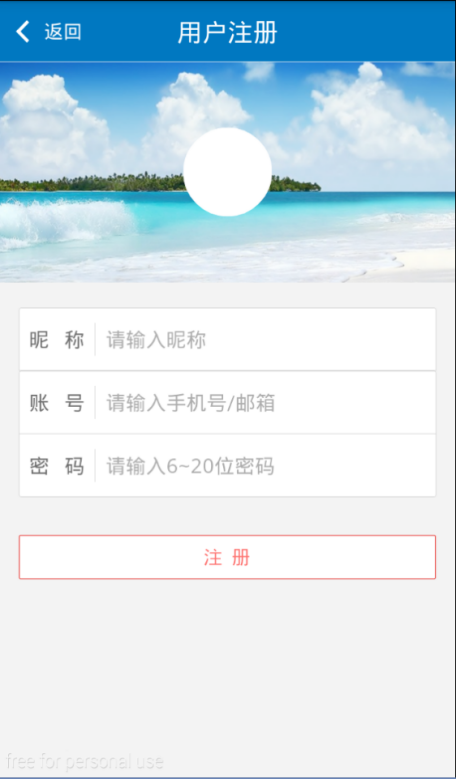 返回 用户注册
昵 称 请输入昵称
账 号 请输入手机号/邮箱
密 码 请输入6~20位密码
注 册
free for personal use